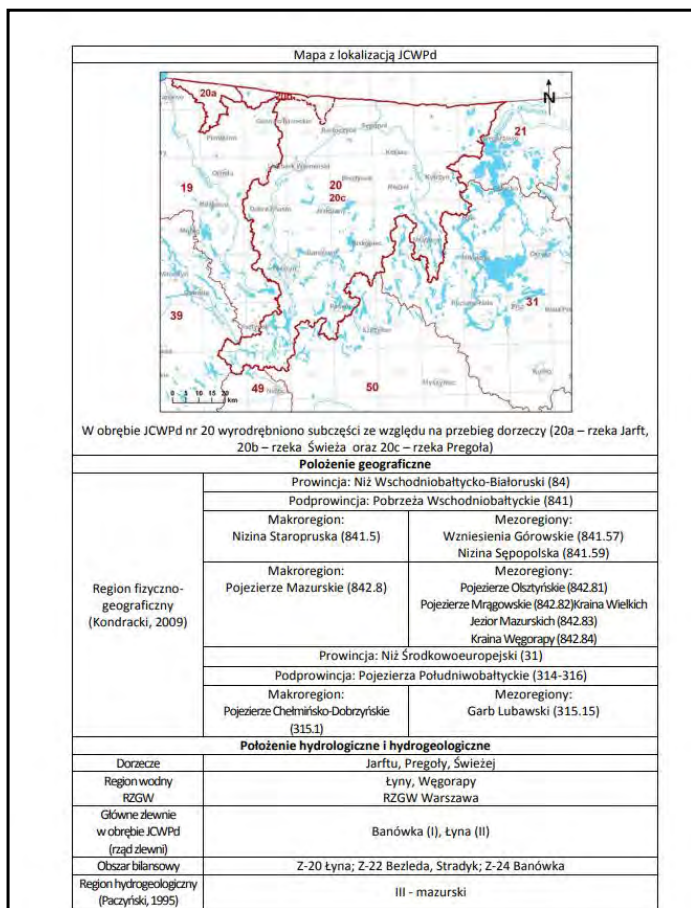 Mapa z lokalizacją JCWPd
20a
N
21
19
20
20c
39
31
49
50
0 5 10 15 20
km
W obrębie JCWPd nr 20 wyrodrębniono subczęści ze względu na przebieg dorzeczy (20a – rzeka Jarft,
20b – rzeka Świeża oraz 20c – rzeka Pregoła)
Położenie geograficzne
Region fizyczno-
geograficzny
(Kondracki, 2009)
Prowincja: Niż Wschodniobałtycko-Białoruski (84)
Podprowincja: Pobrzeża Wschodniobałtyckie (841)
Makroregion:
Nizina Staropruska (841.5)
Mezoregiony:
Wzniesienia Górowskie (841.57)
Nizina Sępopolska (841.59)
Makroregion:
Pojezierze Mazurskie (842.8)
Mezoregiony:
Pojezierze Olsztyńskie (842.81)
Pojezierze Mrągowskie (842.82)Kraina Wielkich
Jezior Mazurskich (842.83)
Kraina Węgorapy (842.84)
Prowincja: Niż Środkowoeuropejski (31)
Podprowincja: Pojezierza Południwobałtyckie (314-316)
Makroregion:
Pojezierze Chełmińsko-Dobrzyńskie
(315.1)
Mezoregiony:
Garb Lubawski (315.15)
Położenie hydrologiczne i hydrogeologiczne
Dorzecze
Jarftu, Pregoły, Świeżej
Region wodny
RZGW
Łyny, Węgorapy
RZGW Warszawa
Główne zlewnie
w obrębie JCWPd
(rząd zlewni)
Banówka (I), Łyna (II)
Obszar bilansowy
Z-20 Łyna; Z-22 Bezleda, Stradyk; Z-24 Banówka
Region hydrogeologiczny
(Paczyński, 1995)
III - mazurski